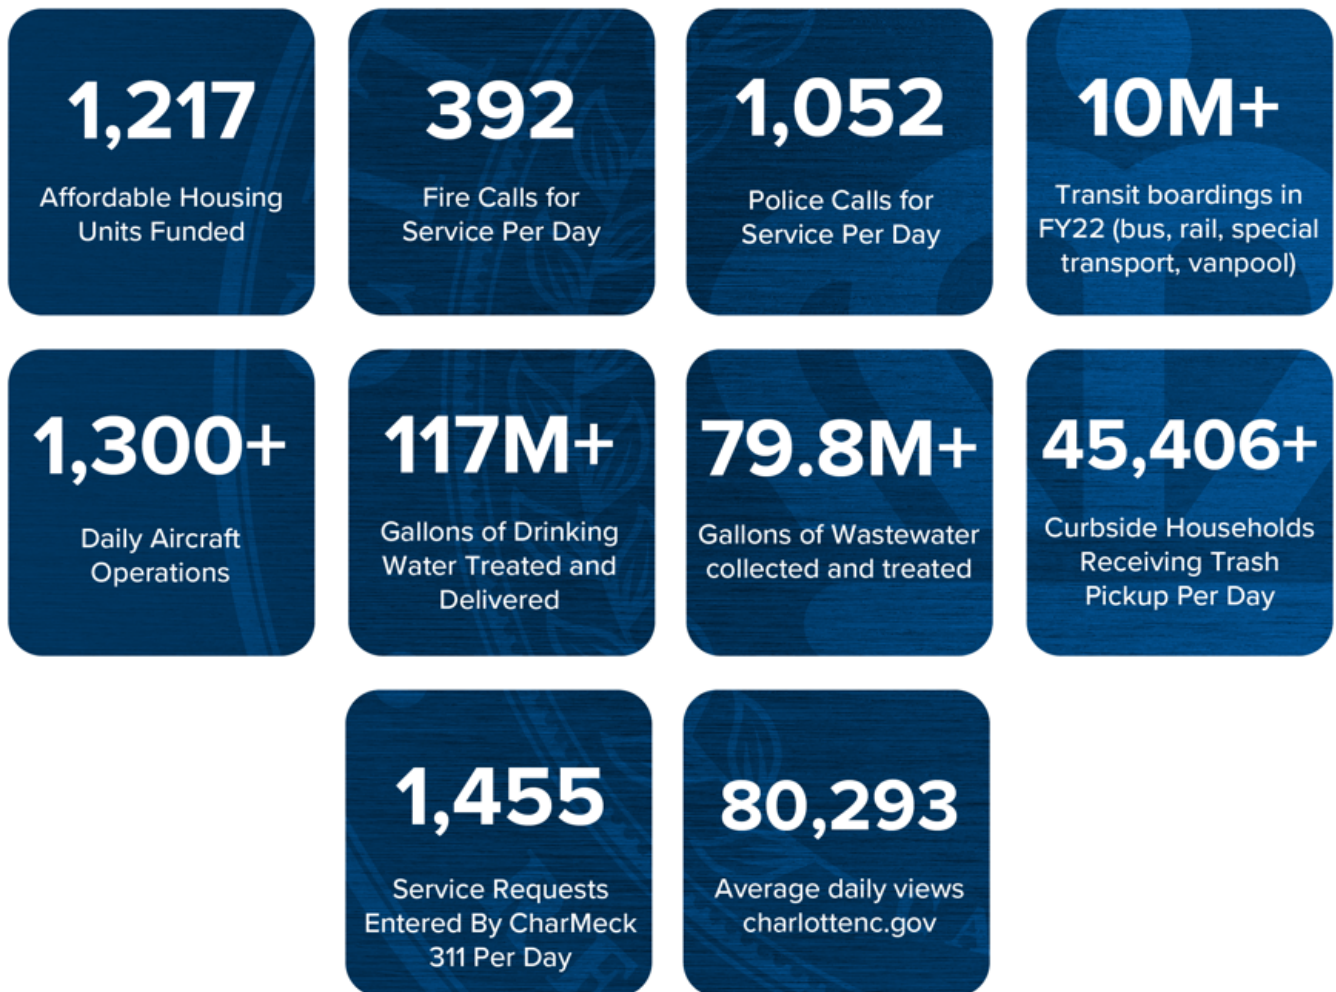 1,217
Affordable Housing
Units Funded
392
Fire Calls for
Service Per Day
1,052
Police Calls for
Service Per Day
10M+
Transit boardings in
FY22 (bus, rail, special
transport, vanpool)
1,300+
Daily Aircraft
Operations
117M+
Gallons of Drinking
Water Treated and
Delivered
79.8M+
Gallons of Wastewater
collected and treated
45,406+
Curbside Households
Receiving Trash
Pickup Per Day
1,455
Service Requests
Entered By CharMeck
311 Per Day
80,293
Average daily views
charlottenc.gov